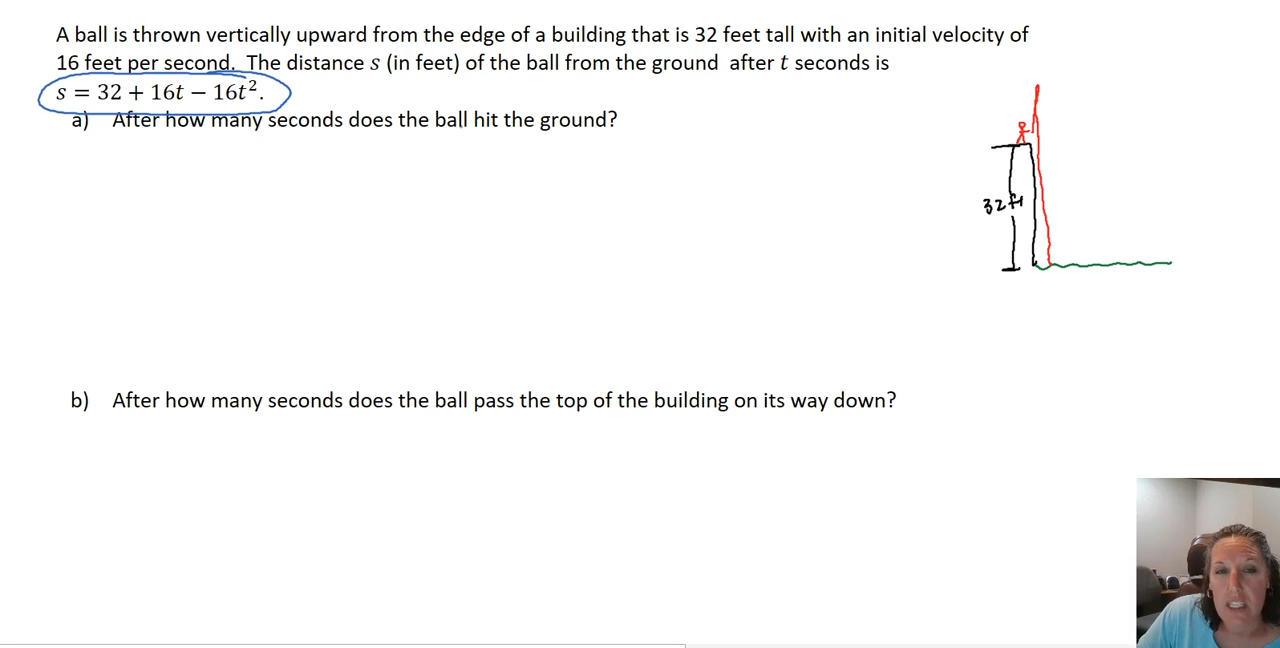 A ball is thrown vertically upward from the edge of a building that is 32 feet tall with an initial velocity of
16 feet per second. The distance s (in feet) of the ball from the ground after t seconds is
s = 32 + 16t − 16t².
a) After how many seconds does the ball hit the ground?
32ft
b) After how many seconds does the ball pass the top of the building on its way down?